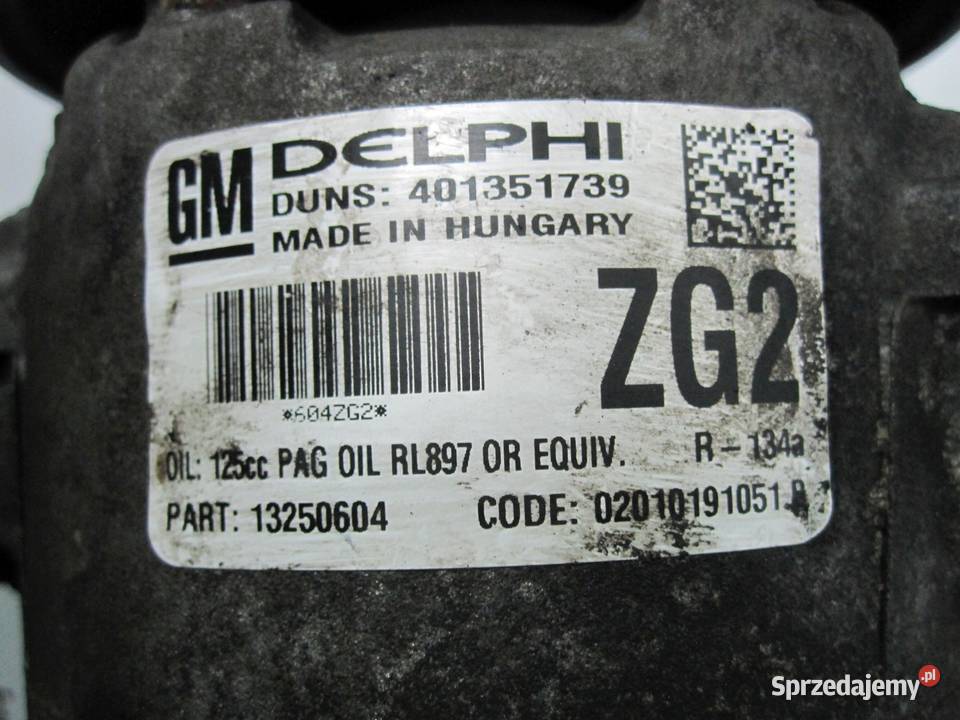 GM DELPHI
DUNS: 401351739
MADE IN HUNGARY
ZG2
*604ZG2*
OIL: 125cc PAG OIL RL897 OR EQUIV. R-134a
PART: 13250604 CODE: 02010191051
Sprzedajemy.pl